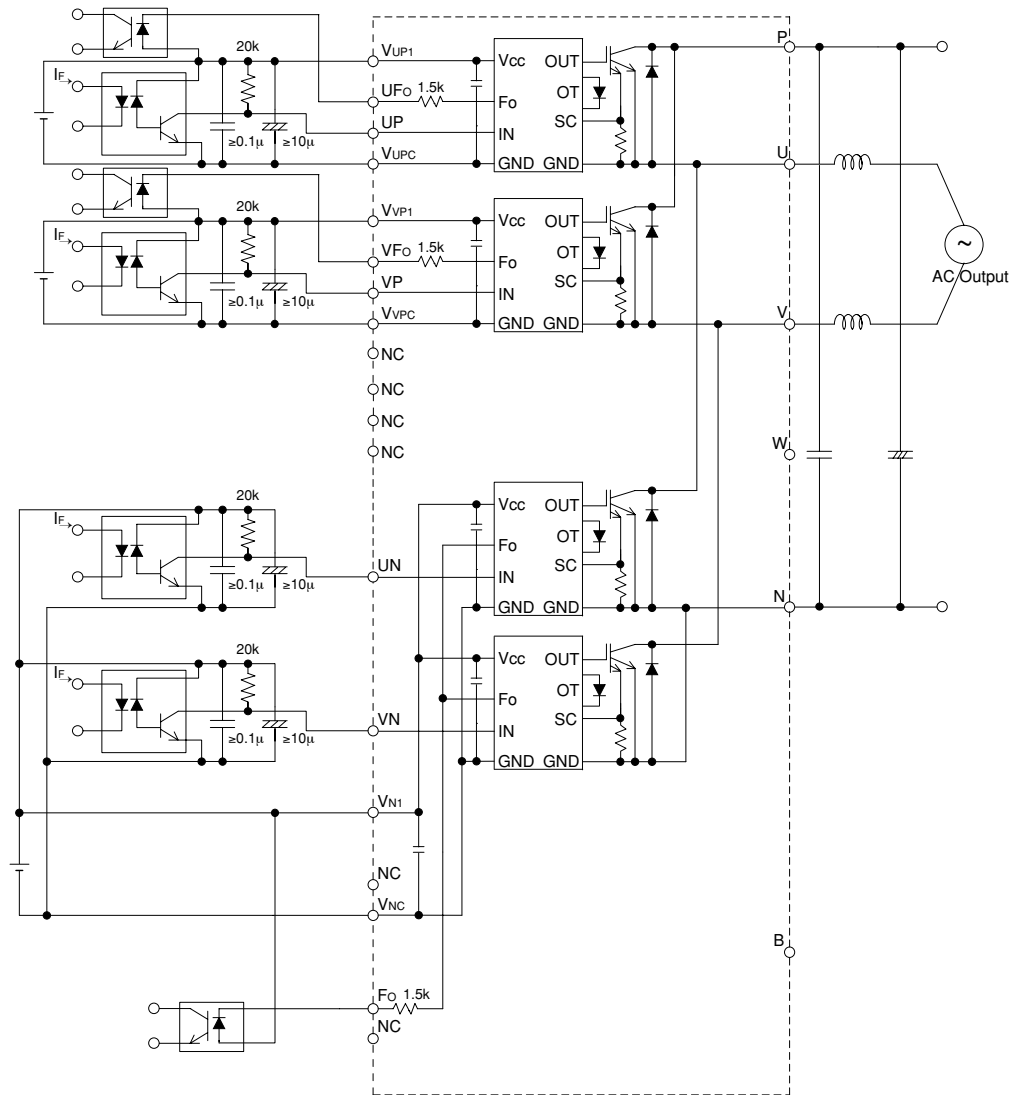 20k
IF
≥0.1µ
≥10µ
VUP1
UFO 1.5k
UP
VUPC
Vcc
Fo
IN
GND
OUT
OT
SC
GND
P
U
20k
IF
≥0.1µ
≥10µ
VVP1
VFO 1.5k
VP
VVPC
Vcc
Fo
IN
GND
OUT
OT
SC
GND
V
~
AC Output
NC
NC
NC
NC
W
20k
IF
≥0.1µ
≥10µ
UN
Vcc
Fo
IN
GND
OUT
OT
SC
GND
N
20k
IF
≥0.1µ
≥10µ
VN
Vcc
Fo
IN
GND
OUT
OT
SC
GND
VN1
NC
VNC
B
FO 1.5k
NC